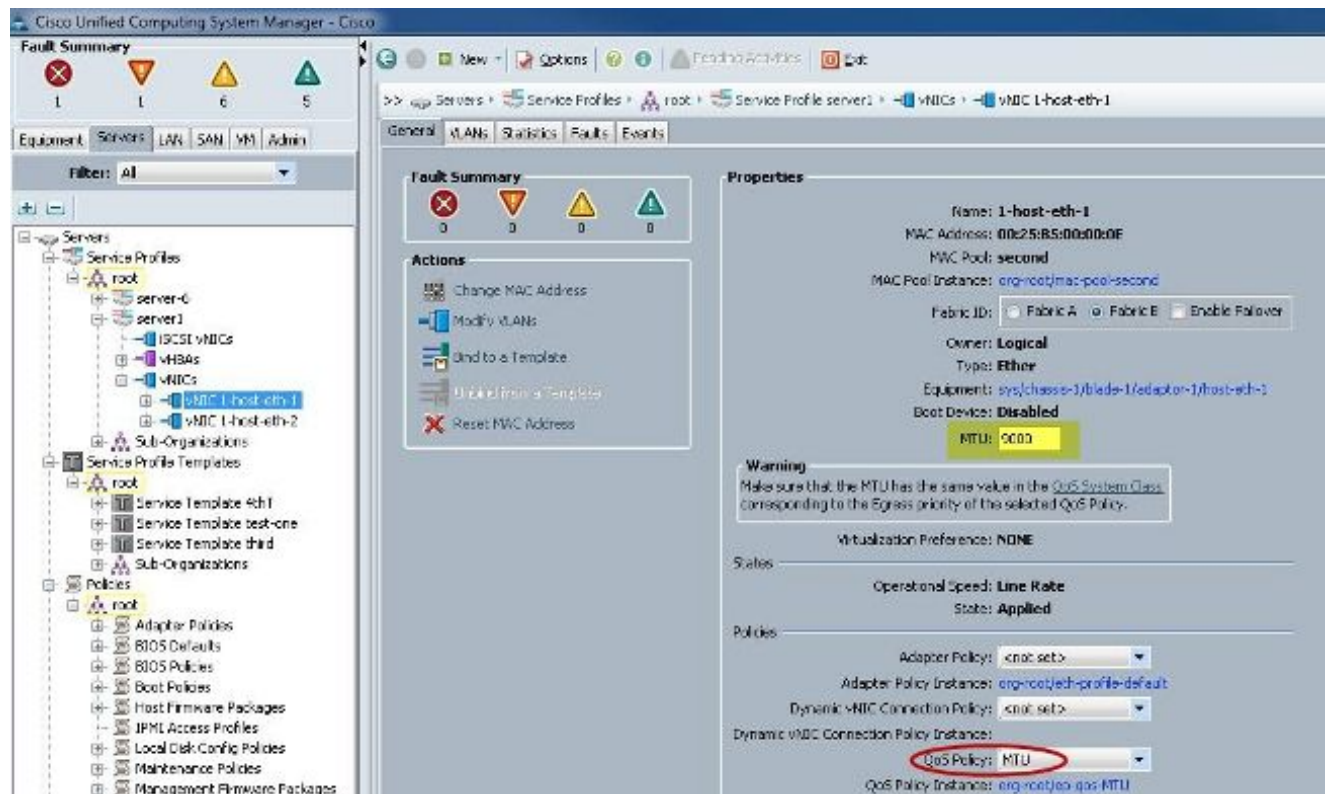 Cisco Unified Computing System Manager - Cisco
Fault Summary
1 1 6 5
New Options Pending Activities Exit
>> Servers Service Profiles root Service Profile server1 vNICs vNIC 1-host-eth-1
Equipment Servers LAN SAN VM Admin
General VLANs Statistics Faults Events
Filter: All
Servers
Service Profiles
root
server-6
server1
iSCSI vNICs
vHBAs
vNICs
vNIC 1-host-eth-1
vNIC 1-host-eth-2
Sub-Organizations
Service Profile Templates
root
Service Template 4thT
Service Template test-one
Service Template third
Sub-Organizations
Policies
root
Adapter Policies
BIOS Defaults
BIOS Policies
Boot Policies
Host Firmware Packages
IPMI Access Profiles
Local Disk Config Policies
Maintenance Policies
Management Firmware Packages
Fault Summary
0 0 0 0
Actions
Change MAC Address
Modify VLANs
Bind to a Template
Unbind from a Template
Reset MAC Address
Properties
Name: 1-host-eth-1
MAC Address: 00:25:B5:00:00:0E
MAC Pool: second
MAC Pool Instance: org-root/mac-pool-second
Fabric ID: Fabric A Fabric B Enable Failover
Owner: Logical
Type: Ether
Equipment: sys/chassis-1/blade-1/adaptor-1/host-eth-1
Boot Device: Disabled
MTU: 9000
Warning
Make sure that the MTU has the same value in the QoS System Class
corresponding to the Egress priority of the selected QoS Policy.
Virtualization Preference: NONE
States
Operational Speed: Line Rate
State: Applied
Policies
Adapter Policy: <not set>
Adapter Policy Instance: org-root/eth-profile-default
Dynamic vNIC Connection Policy: <not set>
Dynamic vNIC Connection Policy Instance:
QoS Policy: MTU
QoS Policy Instance: org-root/ep-qos-MTU